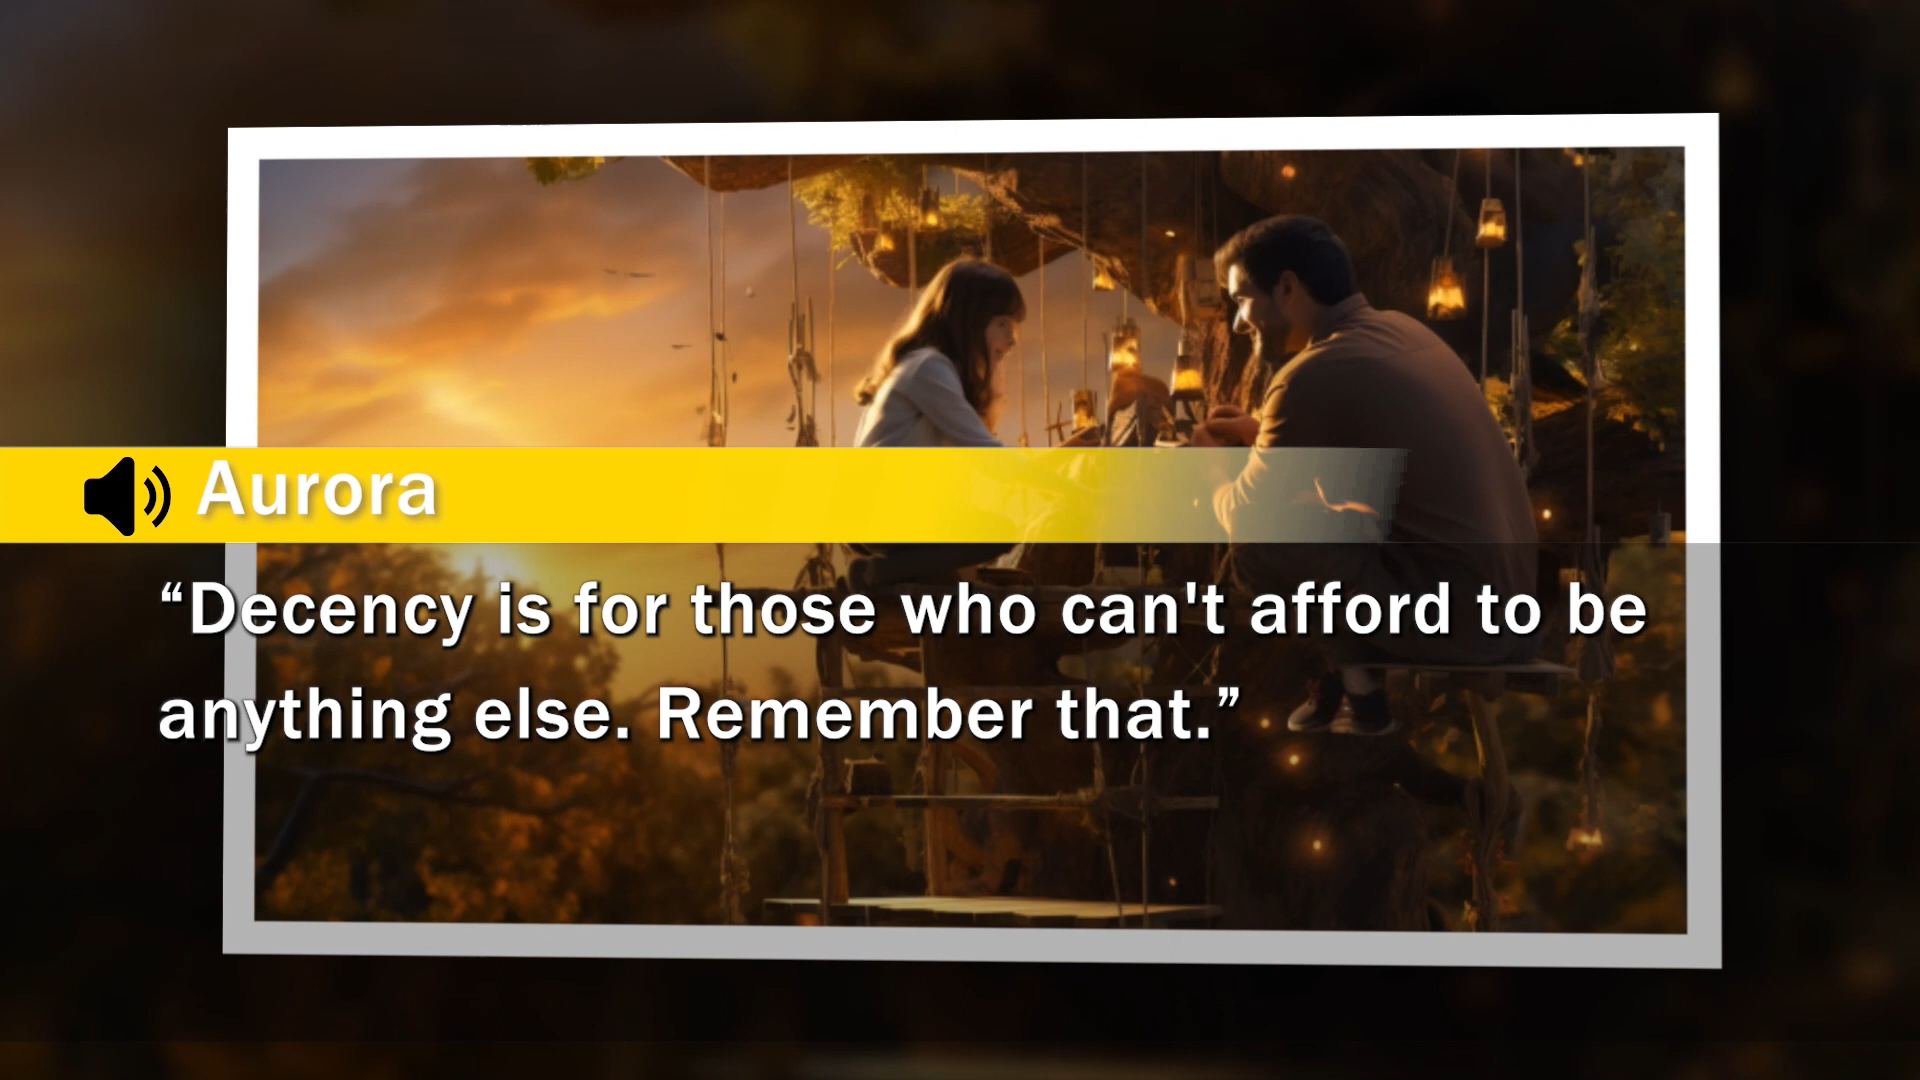 Aurora
“Decency is for those who can't afford to be
anything else. Remember that.”